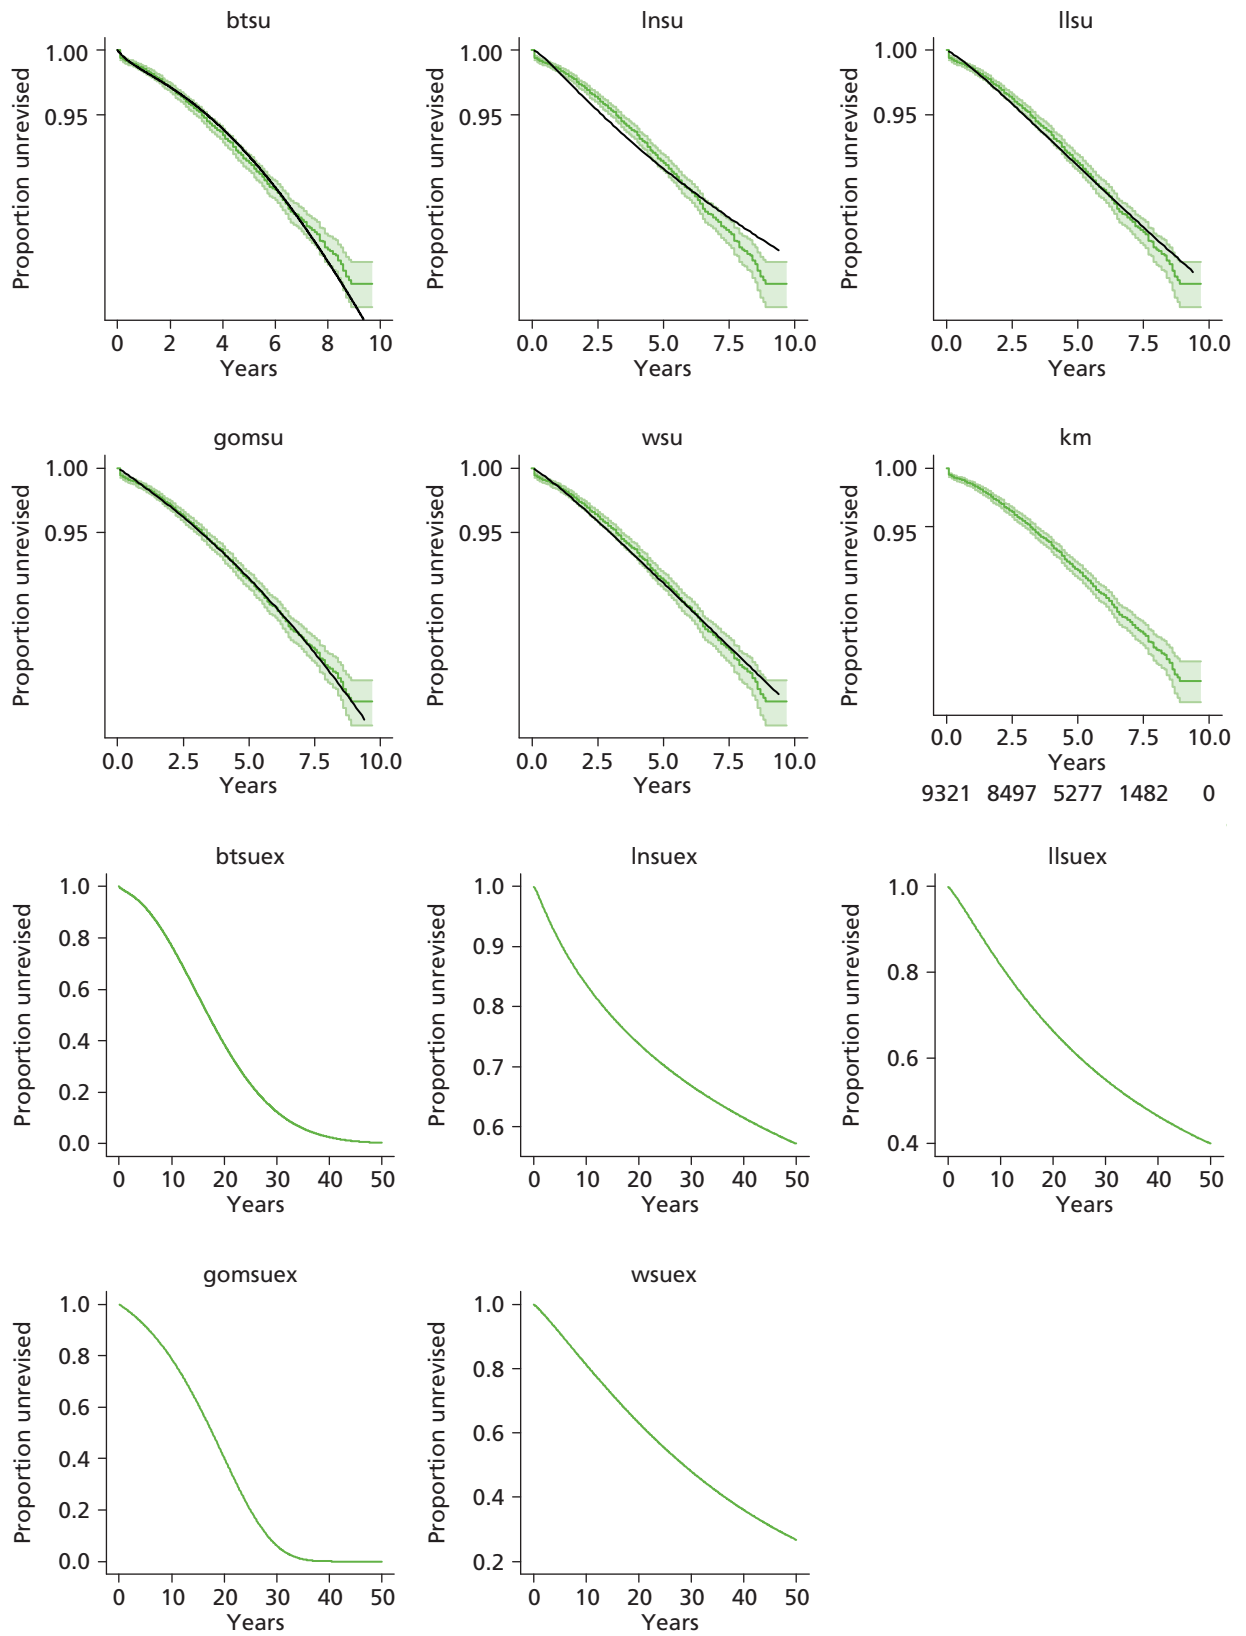 btsu
lnsu
llsu
Proportion unrevised
1.00
0.95
0 2 4 6 8 10
Years
Proportion unrevised
1.00
0.95
0 2.5 5.0 7.5 10.0
Years
Proportion unrevised
1.00
0.95
0 2.5 5.0 7.5 10.0
Years
gomsu
wsu
km
Proportion unrevised
1.00
0.95
0.0 2.5 5.0 7.5 10.0
Years
Proportion unrevised
1.00
0.95
0.0 2.5 5.0 7.5 10.0
Years
Proportion unrevised
1.00
0.95
0 2.5 5.0 7.5 10.0
Years
9321 8497 5277 1482 0
btsuex
lnsuex
llsuex
Proportion unrevised
1.0
0.8
0.6
0.4
0.2
0.0
0 10 20 30 40 50
Years
Proportion unrevised
1.0
0.9
0.8
0.7
0.6
0 10 20 30 40 50
Years
Proportion unrevised
1.0
0.8
0.6
0.4
0 10 20 30 40 50
Years
gomsuex
wsuex
Proportion unrevised
1.0
0.8
0.6
0.4
0.2
0.0
0 10 20 30 40 50
Years
Proportion unrevised
1.0
0.8
0.6
0.4
0.2
0 10 20 30 40 50
Years